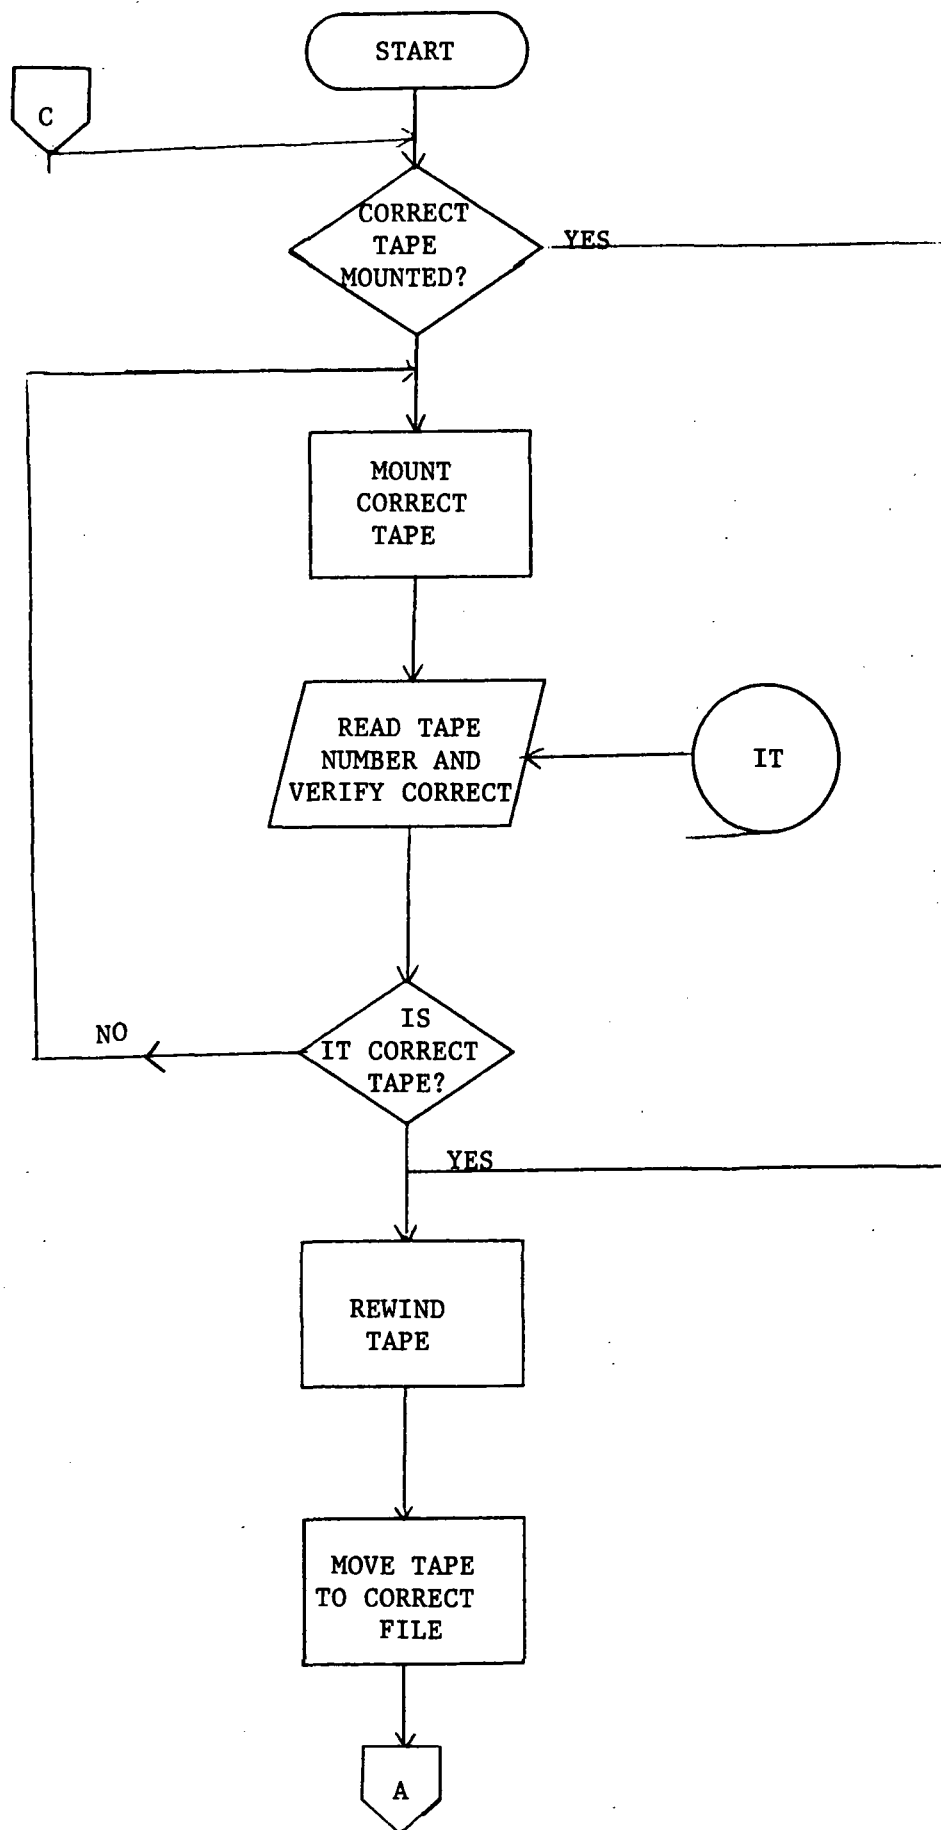 START
C
CORRECT
TAPE
MOUNTED?
YES
MOUNT
CORRECT
TAPE
READ TAPE
NUMBER AND
VERIFY CORRECT
IT
IS
IT CORRECT
TAPE?
NO
YES
REWIND
TAPE
MOVE TAPE
TO CORRECT
FILE
A